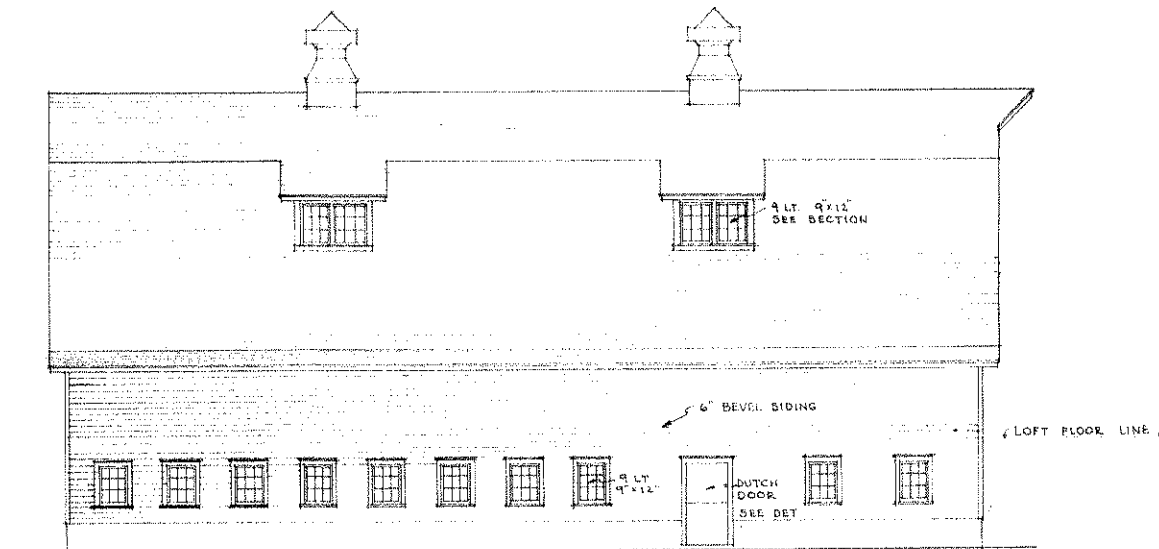 9 LT. 9"x12"
SEE SECTION
6" BEVEL SIDING
LOFT FLOOR LINE
9 LT
9"x12"
DUTCH
DOOR
SEE DET